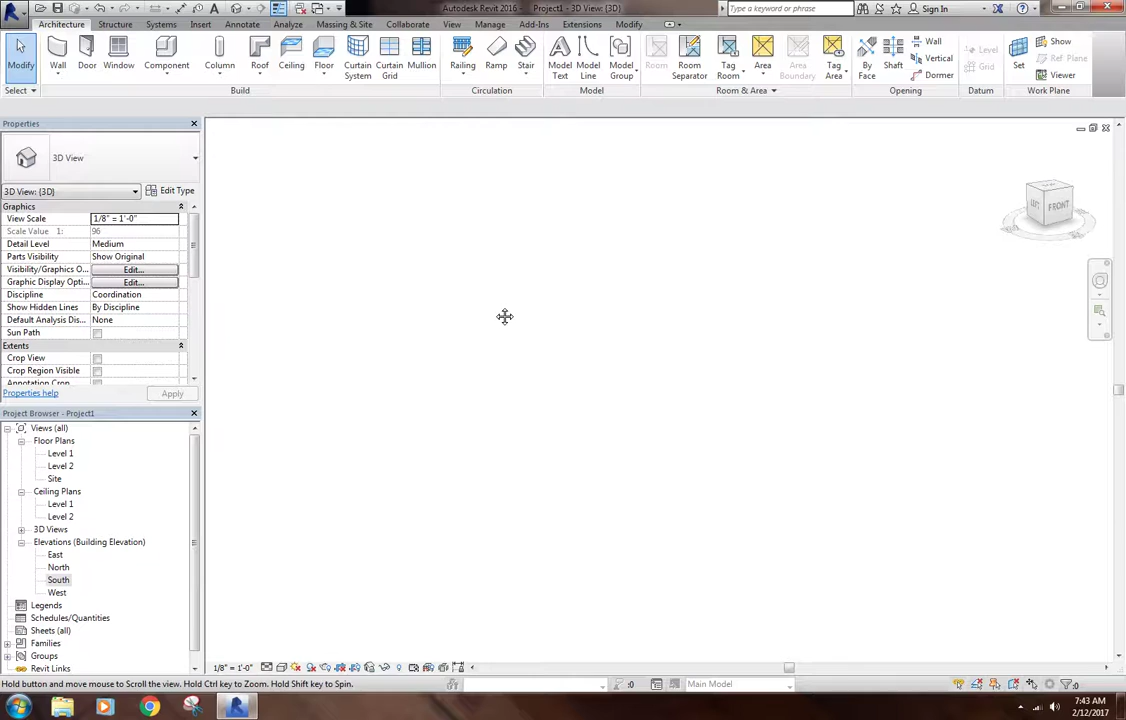 Autodesk Revit 2016 - Project1 - 3D View: {3D}
Type a keyword or phrase
Sign In
Architecture Structure Systems Insert Annotate Analyze Massing & Site Collaborate View Manage Add-Ins Extensions Modify
Modify Wall Door Window Component Column Roof Ceiling Floor Curtain System Curtain Grid Mullion Railing Ramp Stair Model Text Model Line Model Group Room Room Separator Tag Room Area Area Boundary Tag Area By Face Shaft Wall Vertical Dormer Level Grid Set Show Ref Plane Viewer
Select Build Circulation Model Room & Area Opening Datum Work Plane
Properties
3D View
3D View: {3D} Edit Type
Graphics
View Scale 1/8" = 1'-0"
Scale Value 1: 96
Detail Level Medium
Parts Visibility Show Original
Visibility/Graphics O... Edit...
Graphic Display Opti... Edit...
Discipline Coordination
Show Hidden Lines By Discipline
Default Analysis Dis... None
Sun Path
Extents
Crop View
Crop Region Visible
Annotation Crop
Properties help Apply
Project Browser - Project1
Views (all)
Floor Plans
Level 1
Level 2
Site
Ceiling Plans
Level 1
Level 2
3D Views
Elevations (Building Elevation)
East
North
South
West
Legends
Schedules/Quantities
Sheets (all)
Families
Groups
Revit Links
LEFT FRONT
1/8" = 1'-0"
Hold button and move mouse to Scroll the view. Hold Ctrl key to Zoom. Hold Shift key to Spin.
:0 Main Model :0
7:43 AM
2/12/2017